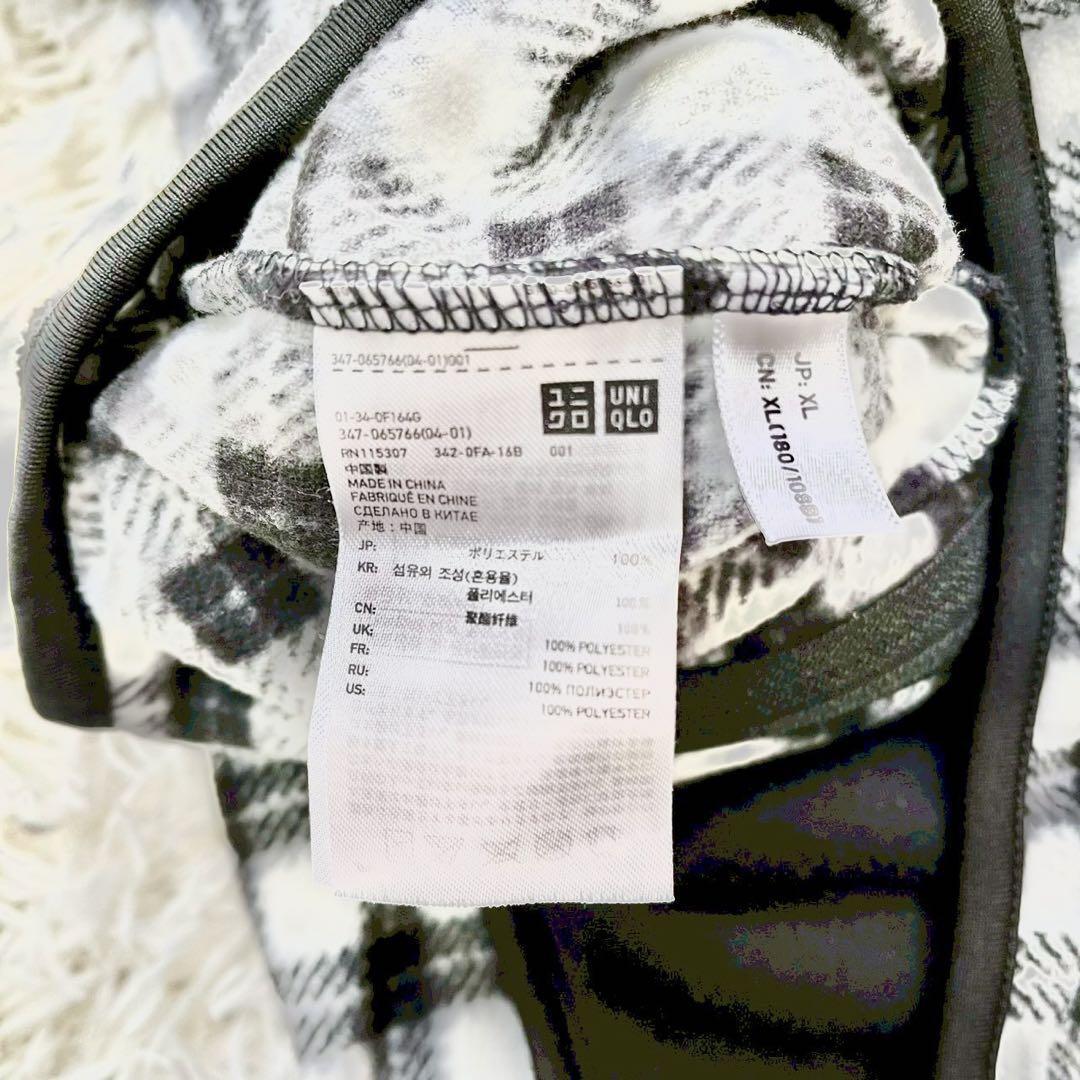 347-065766(04-01)001
ユニ
クロ
UNI
QLO
01-34-0F164G
347-065766(04-01)
RN115307 342-0FA-16B 001
中国製
MADE IN CHINA
FABRIQUÉ EN CHINE
СДЕЛАНО В КИТАЕ
产地：中国
JP: ポリエステル 100%
KR: 섬유의 조성(혼용율)
폴리에스터 100%
CN: 聚酯纤维 100%
UK: 100% POLYESTER
FR: 100% POLYESTER
RU: 100% ПОЛИЭСТЕР
US: 100% POLYESTER
JP: XL
CN: XL(180/108B)